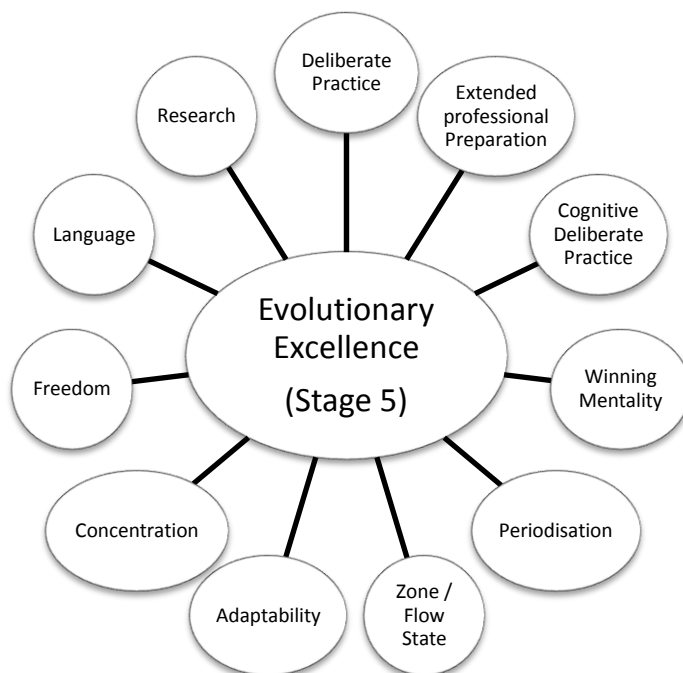 Deliberate
Practice
Extended
professional
Preparation
Cognitive
Deliberate
Practice
Winning
Mentality
Periodisation
Zone /
Flow
State
Adaptability
Concentration
Freedom
Language
Research
Evolutionary
Excellence
(Stage 5)